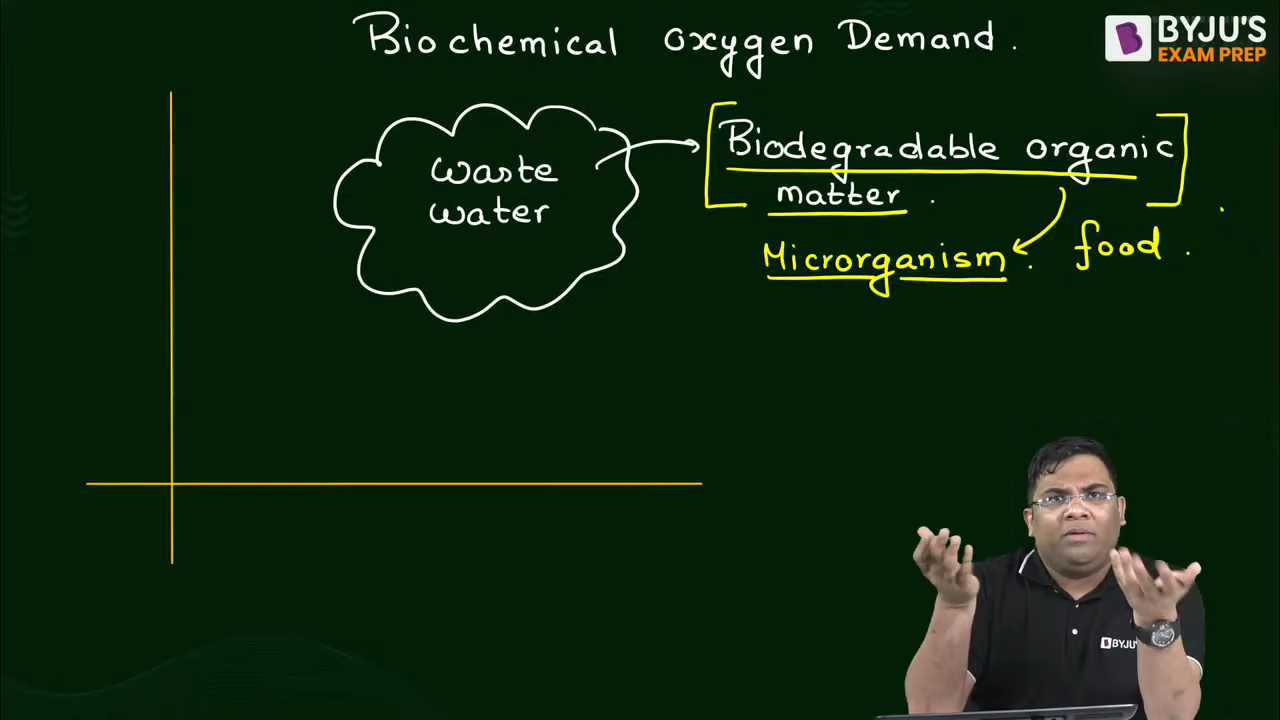 Biochemical oxygen Demand.
BYJU'S
EXAM PREP
Biodegradable organic
waste
water
matter.
Microrganism. food.
BYJU'